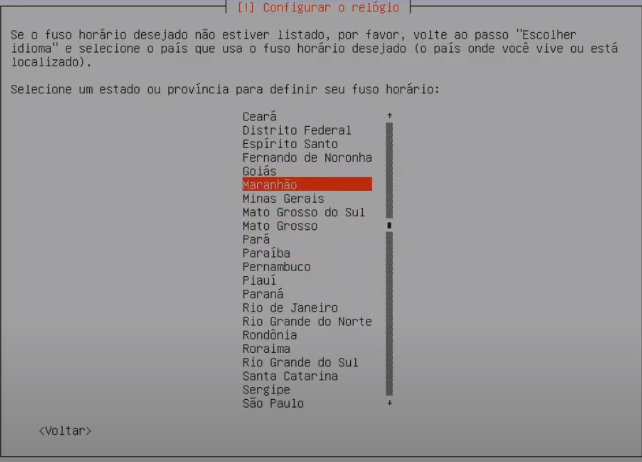 [!] Configurar o relógio
Se o fuso horário desejado não estiver listado, por favor, volte ao passo "Escolher
idioma" e selecione o país que usa o fuso horário desejado (o país onde você vive ou está
localizado).
Selecione um estado ou província para definir seu fuso horário:
Ceará
Distrito Federal
Espírito Santo
Fernando de Noronha
Goiás
Maranhão
Minas Gerais
Mato Grosso do Sul
Mato Grosso
Pará
Paraíba
Pernambuco
Piauí
Paraná
Rio de Janeiro
Rio Grande do Norte
Rondônia
Roraima
Rio Grande do Sul
Santa Catarina
Sergipe
São Paulo
<Voltar>